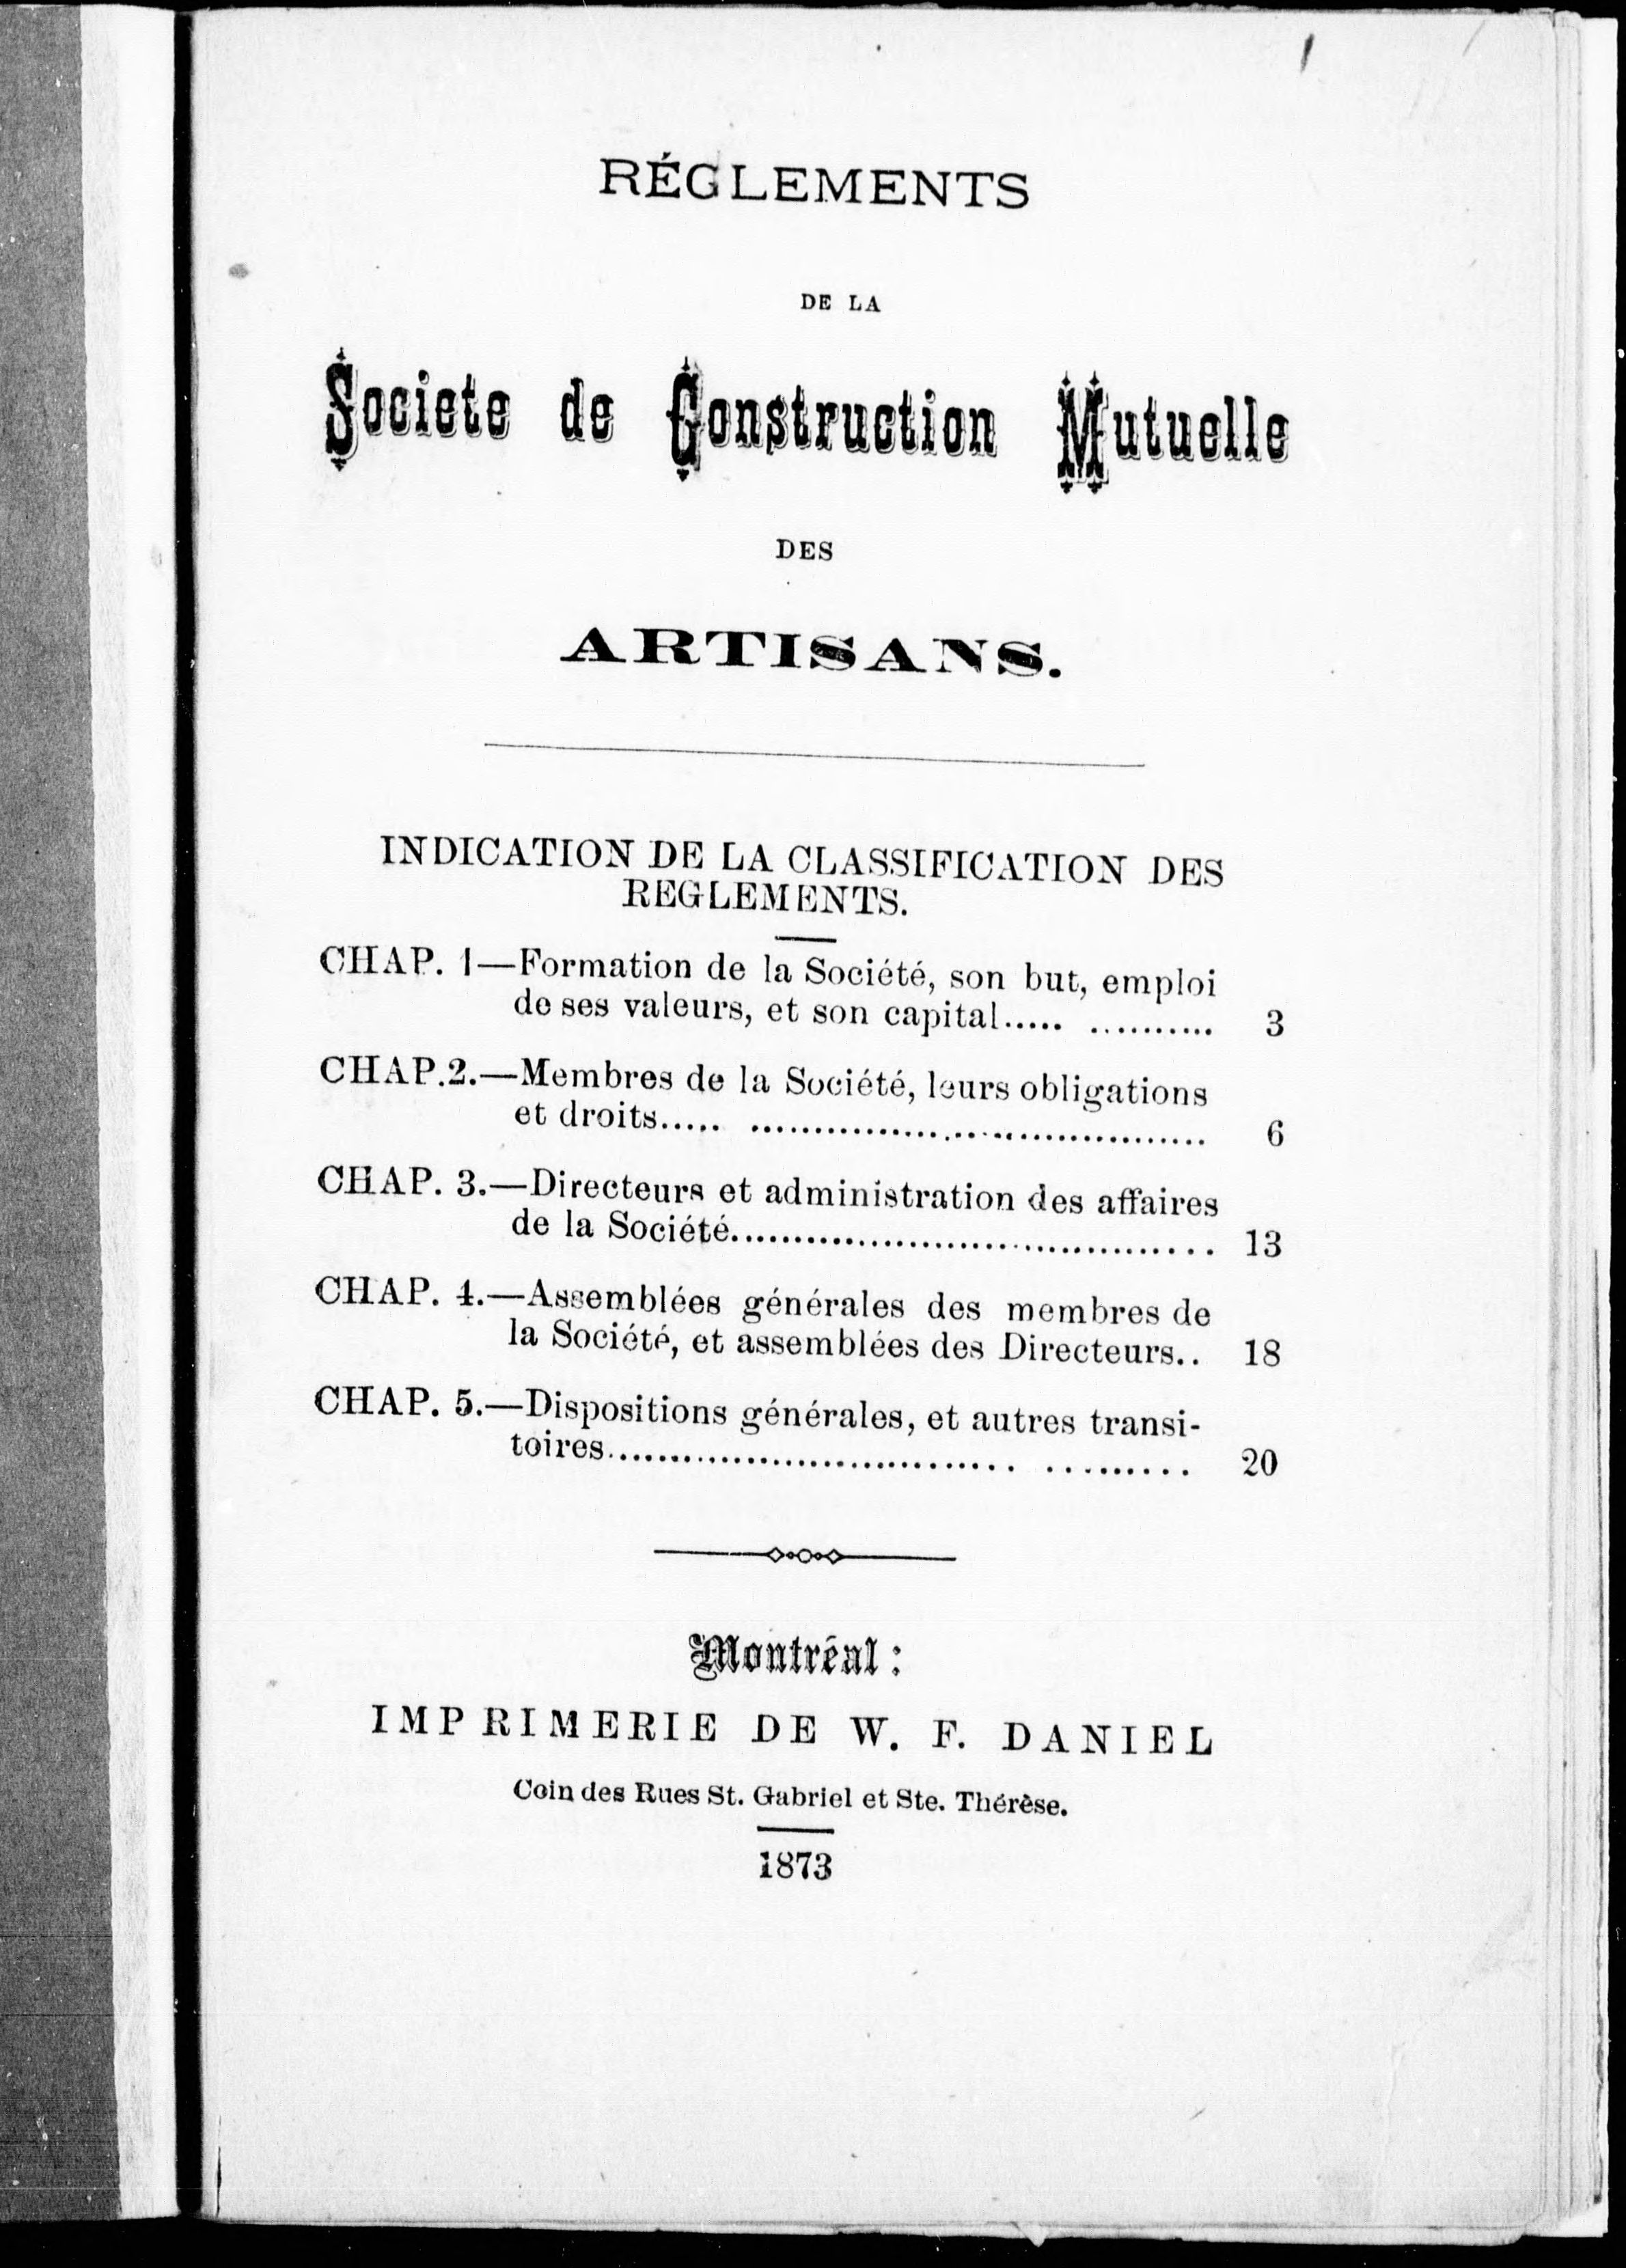 RÉGLEMENTS
DE LA
Societe de Construction Mutuelle
DES
ARTISANS.
INDICATION DE LA CLASSIFICATION DES
REGLEMENTS.
CHAP. 1—Formation de la Société, son but, emploi
de ses valeurs, et son capital..... .......... 3
CHAP.2.—Membres de la Société, leurs obligations
et droits..... ..................................... 6
CHAP. 3.—Directeurs et administration des affaires
de la Société...................................... 13
CHAP. 4.—Assemblées générales des membres de
la Société, et assemblées des Directeurs.. 18
CHAP. 5.—Dispositions générales, et autres transi-
toires................................. .......... 20
Montréal:
IMPRIMERIE DE W. F. DANIEL
Coin des Rues St. Gabriel et Ste. Thérèse.
1873